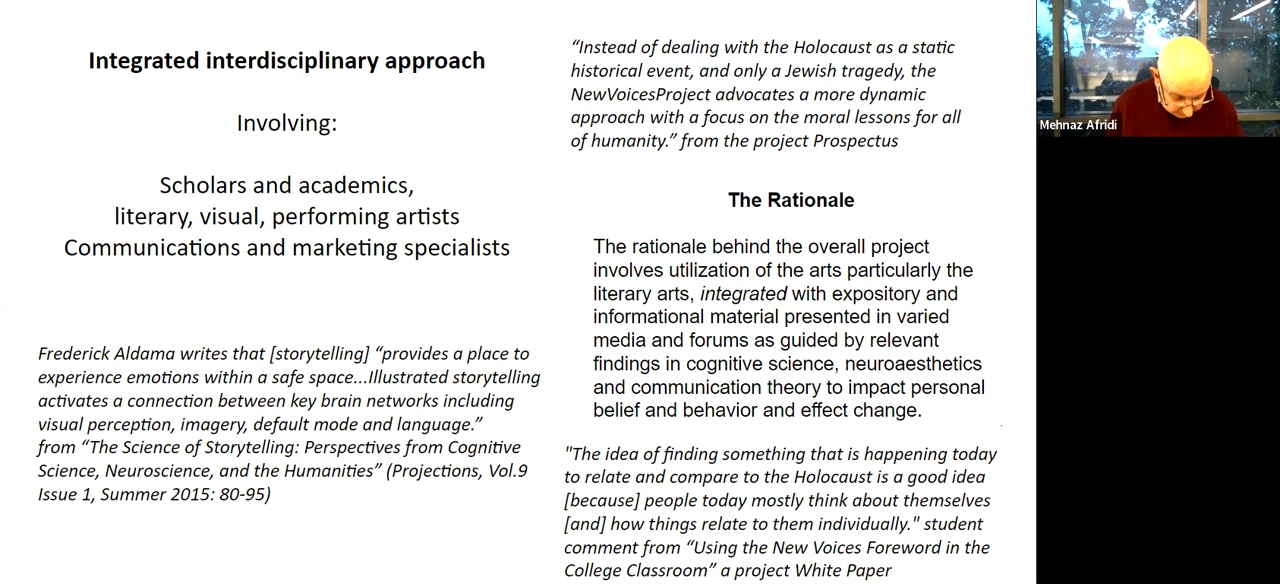 Integrated interdisciplinary approach
Involving:
Scholars and academics,
literary, visual, performing artists
Communications and marketing specialists
Frederick Aldama writes that [storytelling] “provides a place to
experience emotions within a safe space...Illustrated storytelling
activates a connection between key brain networks including
visual perception, imagery, default mode and language.”
from “The Science of Storytelling: Perspectives from Cognitive
Science, Neuroscience, and the Humanities” (Projections, Vol.9
Issue 1, Summer 2015: 80-95)
“Instead of dealing with the Holocaust as a static
historical event, and only a Jewish tragedy, the
NewVoicesProject advocates a more dynamic
approach with a focus on the moral lessons for all
of humanity.” from the project Prospectus
The Rationale
The rationale behind the overall project
involves utilization of the arts particularly the
literary arts, integrated with expository and
informational material presented in varied
media and forums as guided by relevant
findings in cognitive science, neuroaesthetics
and communication theory to impact personal
belief and behavior and effect change.
"The idea of finding something that is happening today
to relate and compare to the Holocaust is a good idea
[because] people today mostly think about themselves
[and] how things relate to them individually." student
comment from “Using the New Voices Foreword in the
College Classroom” a project White Paper
Mehnaz Afridi